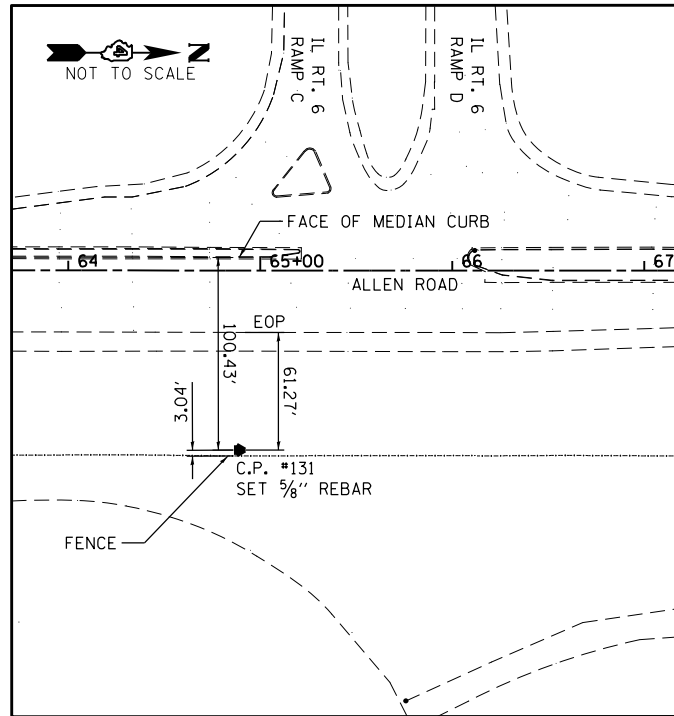 N
NOT TO SCALE
IL RT. 6
RAMP C
IL RT. 6
RAMP D
FACE OF MEDIAN CURB
64
65+00
66
67
ALLEN ROAD
EOP
100.43'
61.27'
3.04'
C.P. #131
SET 5/8" REBAR
FENCE